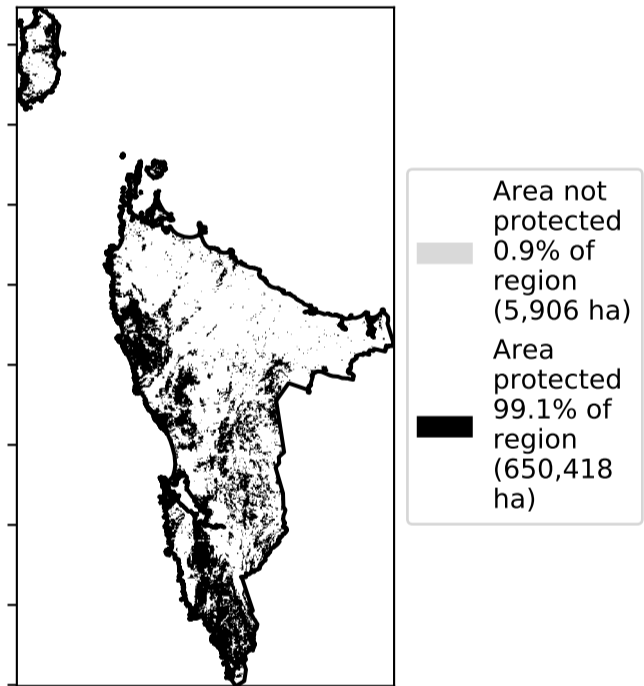 Area not
protected
0.9% of
region
(5,906 ha)
Area
protected
99.1% of
region
(650,418
ha)